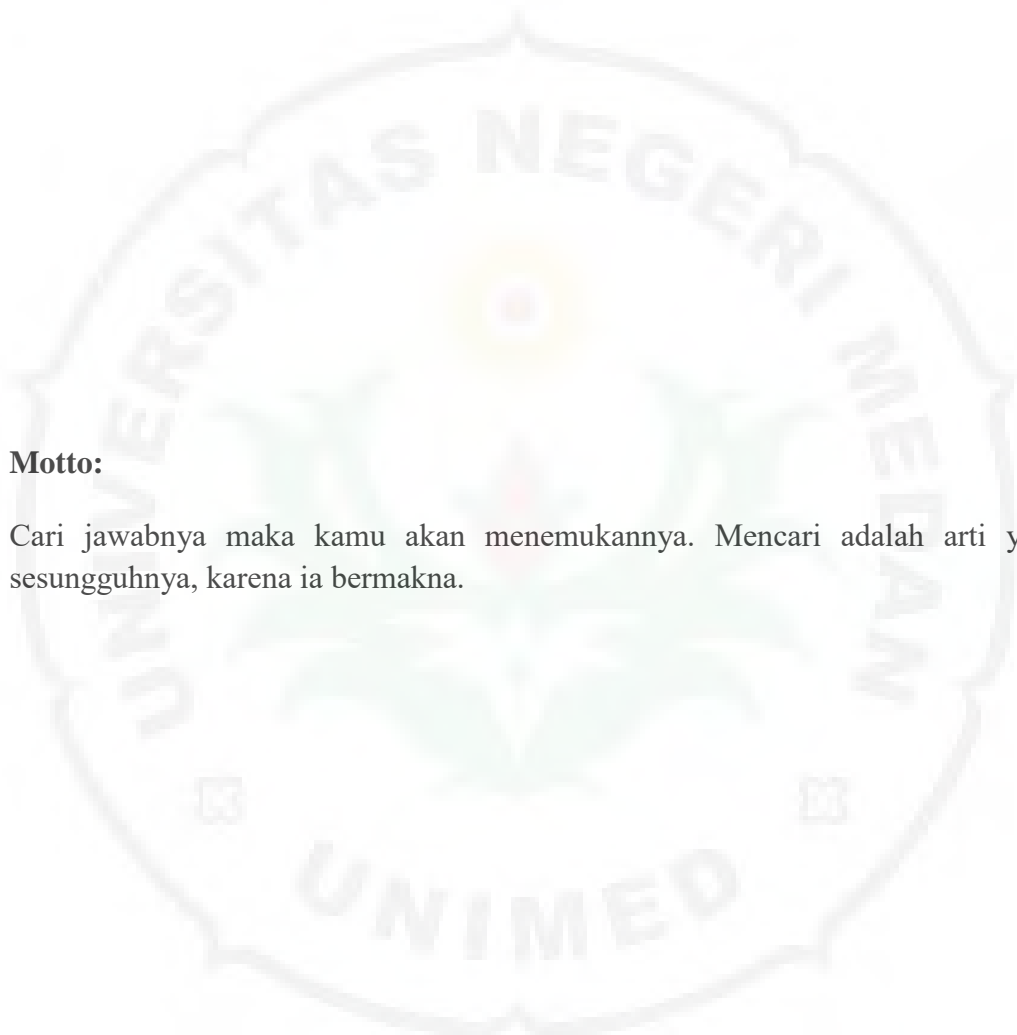 UNIVERSITAS NEGERI MEDAN
Motto:
Cari jawabnya maka kamu akan menemukannya. Mencari adalah arti y
sesungguhnya, karena ia bermakna.
UNIMED